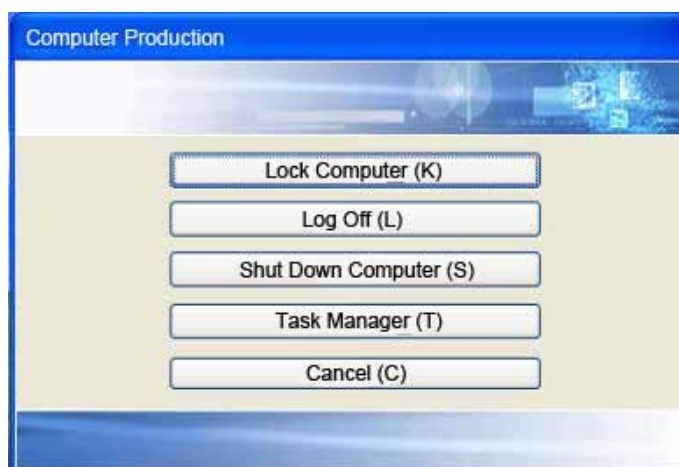 Computer Production
Lock Computer (K)
Log Off (L)
Shut Down Computer (S)
Task Manager (T)
Cancel (C)